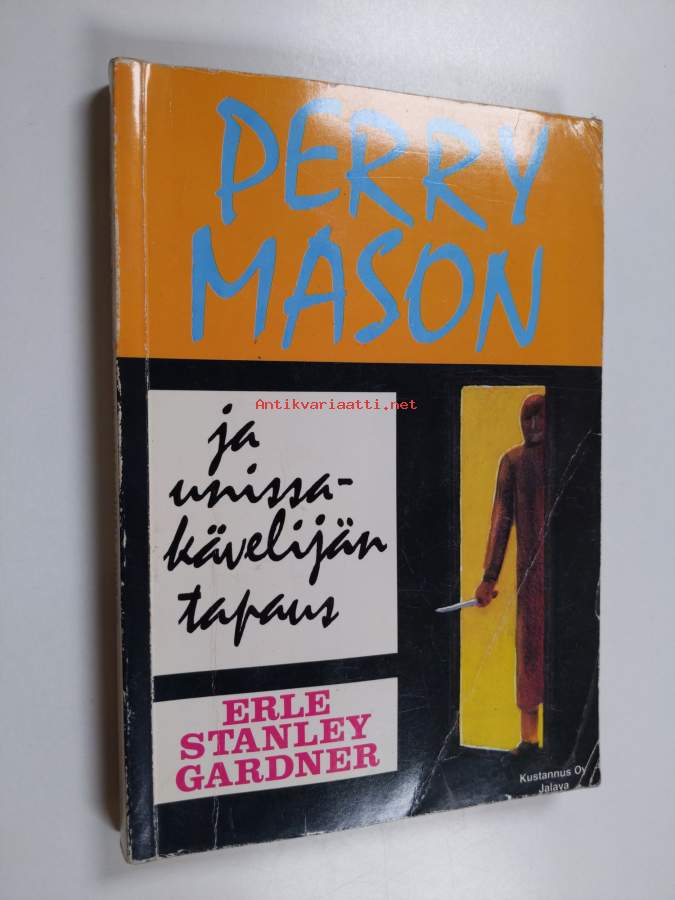 PERRY
MASON
Antikvariaatti.net
ja
unissa-
kävelijän
tapaus
ERLE
STANLEY
GARDNER
Kustannus Oy
Jalava